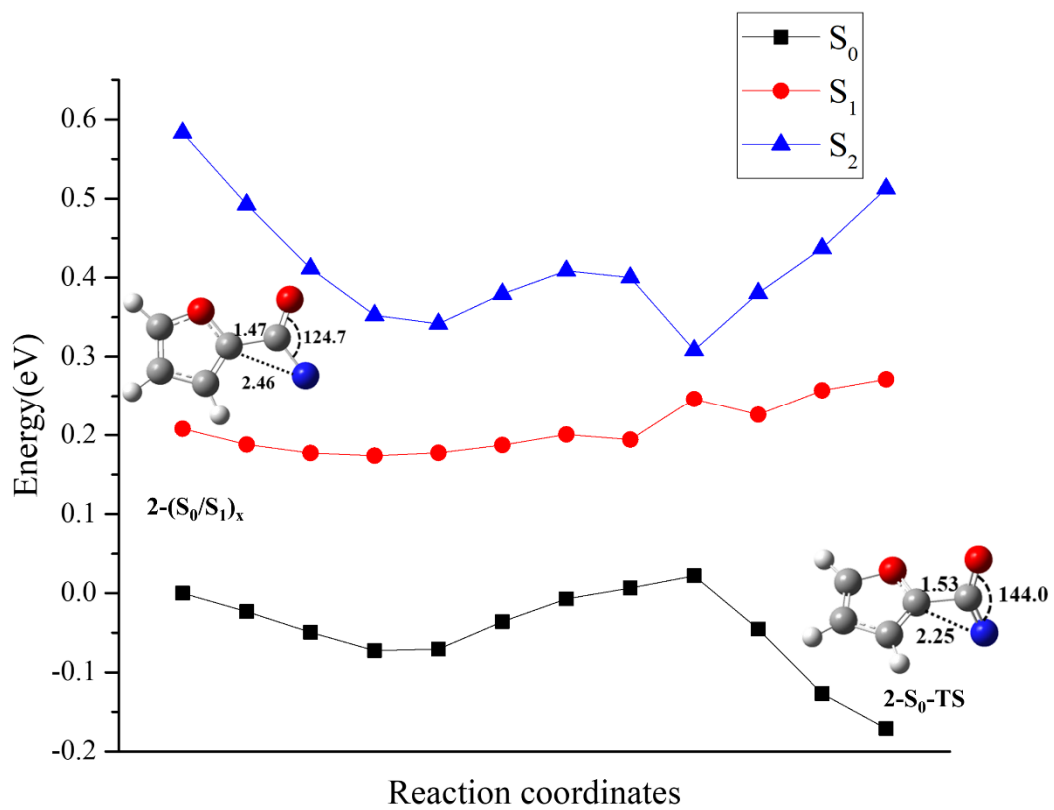 S0
S1
S2
Energy(eV)
0.6
0.5
0.4
0.3
0.2
0.1
0.0
-0.1
-0.2
1.47
124.7
2.46
2-(S0/S1)x
1.53
144.0
2.25
2-S0-TS
Reaction coordinates